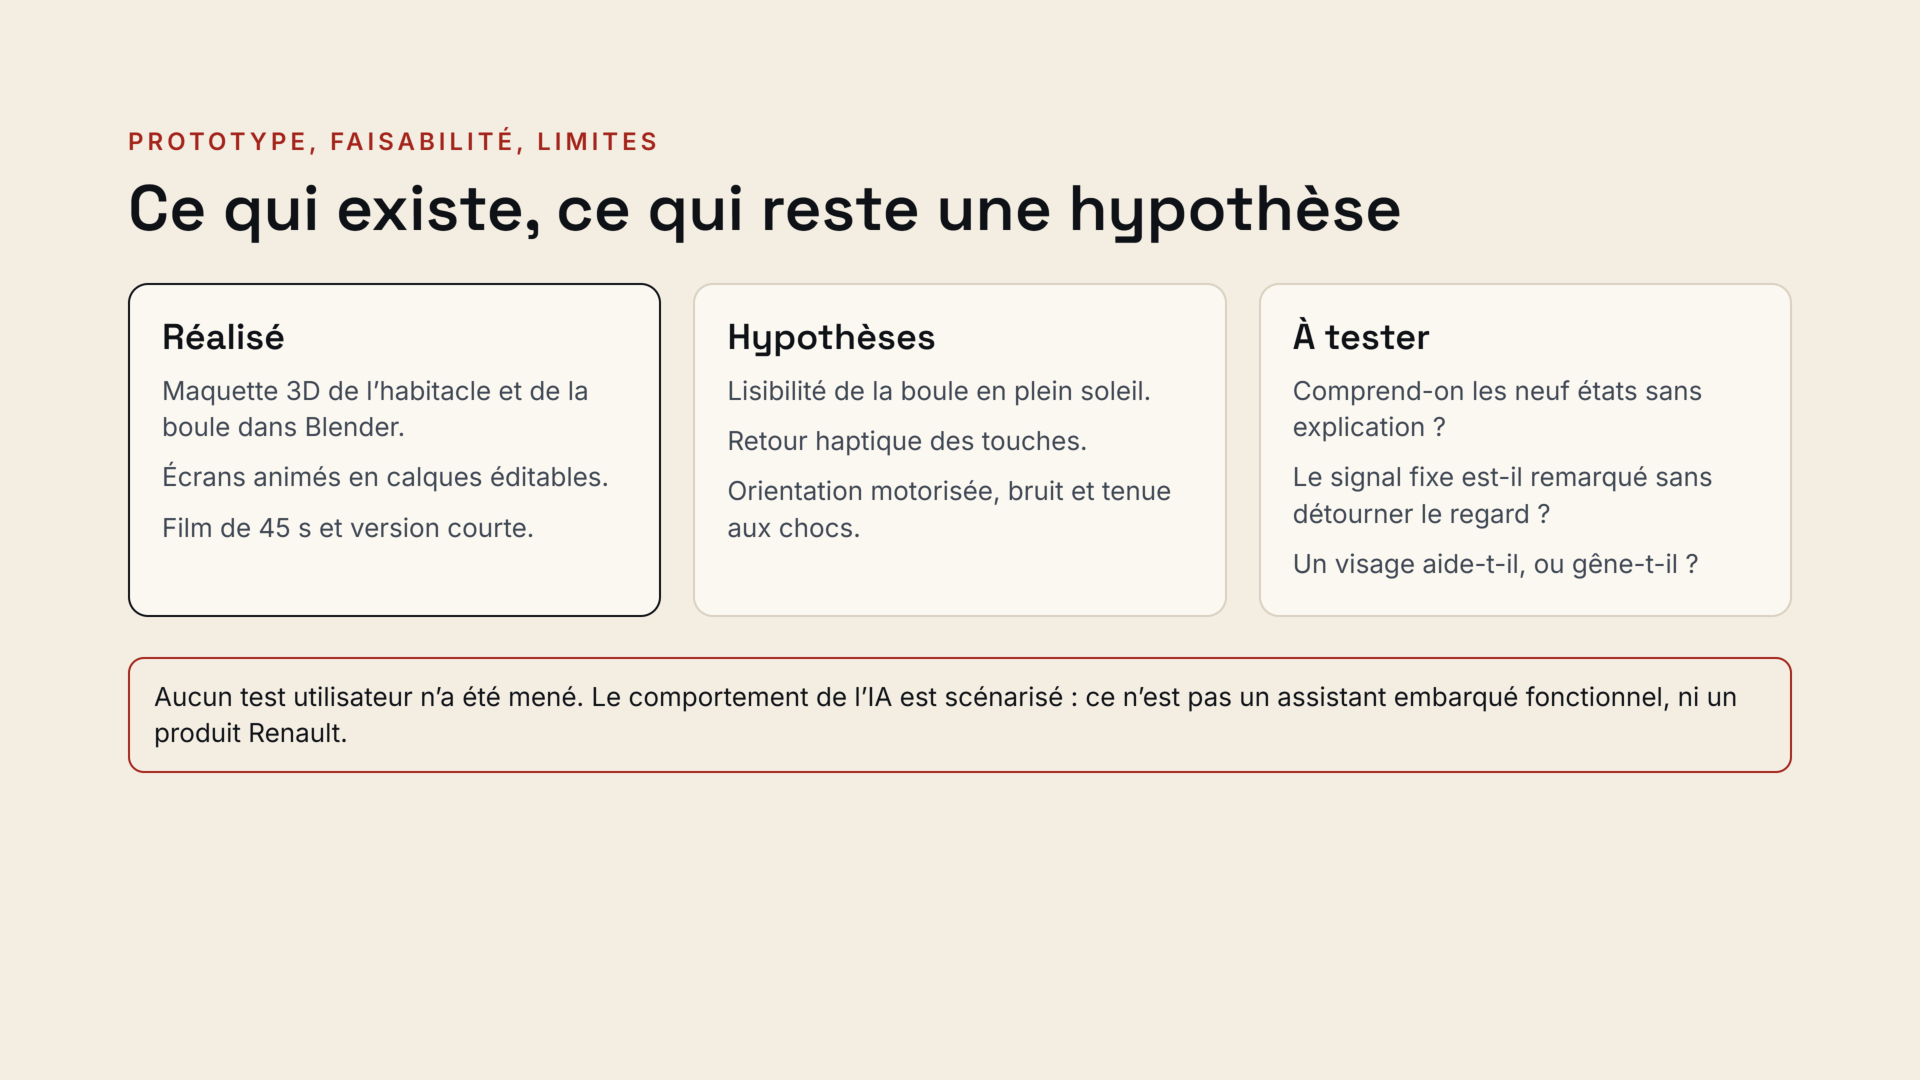 PROTOTYPE, FAISABILITÉ, LIMITES
Ce qui existe, ce qui reste une hypothèse
Réalisé
Maquette 3D de l’habitacle et de la
boule dans Blender.
Écrans animés en calques éditables.
Film de 45 s et version courte.
Hypothèses
Lisibilité de la boule en plein soleil.
Retour haptique des touches.
Orientation motorisée, bruit et tenue
aux chocs.
À tester
Comprend-on les neuf états sans
explication ?
Le signal fixe est-il remarqué sans
détourner le regard ?
Un visage aide-t-il, ou gêne-t-il ?
Aucun test utilisateur n’a été mené. Le comportement de l’IA est scénarisé : ce n’est pas un assistant embarqué fonctionnel, ni un
produit Renault.